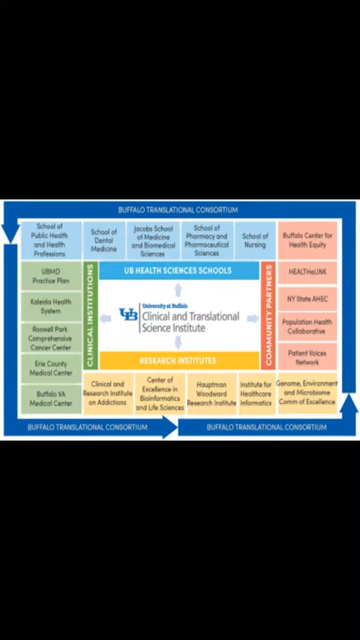 BUFFALO TRANSLATIONAL CONSORTIUM
School of
Public Health
and Health
Professions
School of
Dental
Medicine
Jacobs School
of Medicine
and Biomedical
Sciences
School of
Pharmacy and
Pharmaceutical
Sciences
School of
Nursing
Buffalo Center for
Health Equity
UBMD
Practice Plan
Kaleida Health
System
Roswell Park
Comprehensive
Cancer Center
Erie County
Medical Center
Buffalo VA
Medical Center
CLINICAL INSTITUTIONS
UB HEALTH SCIENCES SCHOOLS
University at Buffalo
UB Clinical and Translational
Science Institute
RESEARCH INSTITUTES
COMMUNITY PARTNERS
HEALTHeLINK
NY State AHEC
Population Health
Collaborative
Patient Voices
Network
Clinical and
Research Institute
on Addictions
Center of
Excellence in
Bioinformatics
and Life Sciences
Hauptman
Woodward
Research Institute
Institute for
Healthcare
Informatics
Genome, Environment
and Microbiome
Comm of Excellence
BUFFALO TRANSLATIONAL CONSORTIUM
BUFFALO TRANSLATIONAL CONSORTIUM